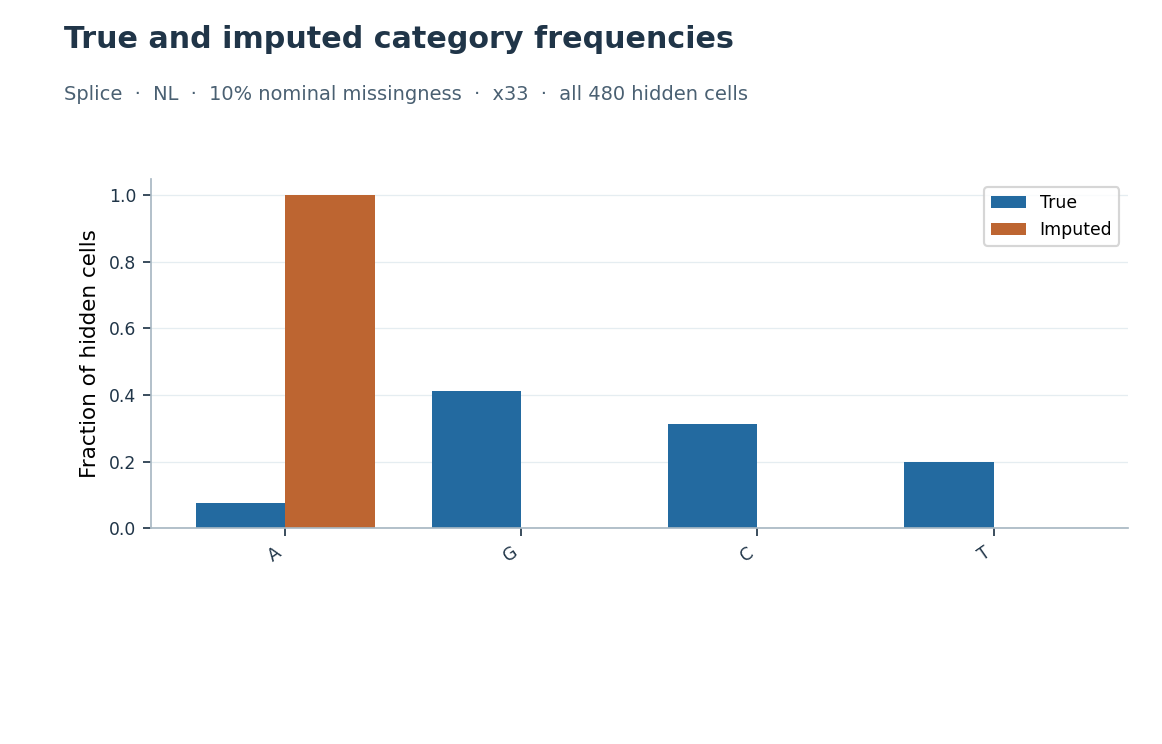 True and imputed category frequencies
Splice · NL · 10% nominal missingness · x33 · all 480 hidden cells
Fraction of hidden cells
1.0
0.8
0.6
0.4
0.2
0.0
A
G
C
T
True
Imputed